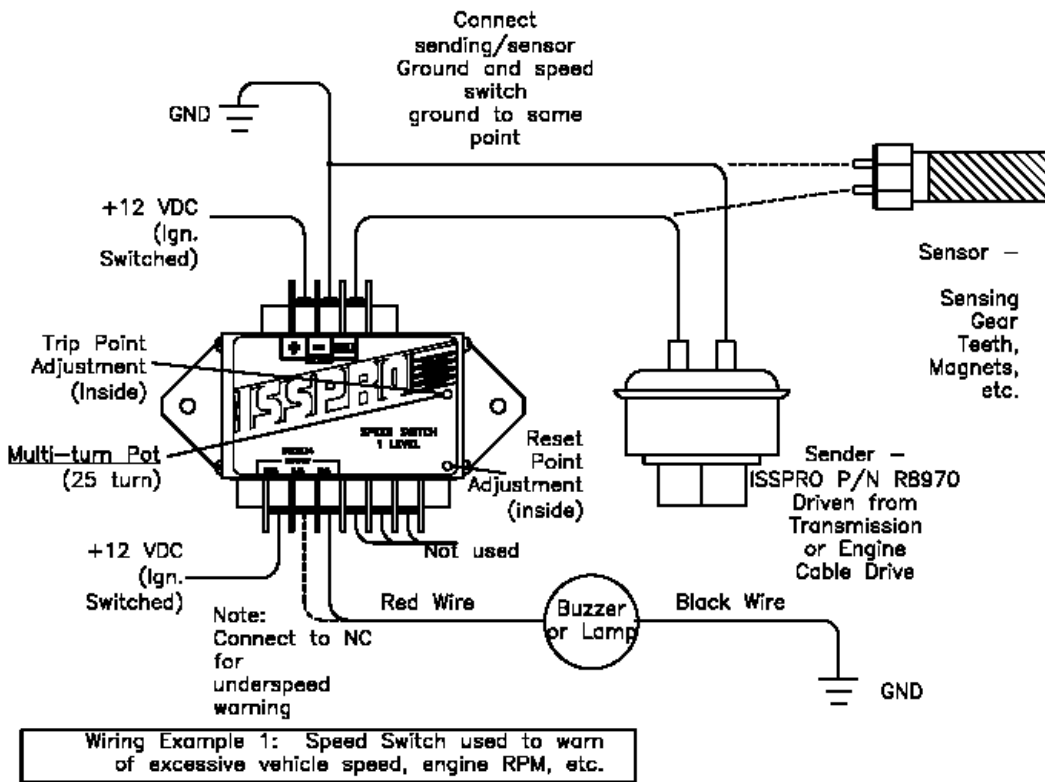 Connect
sending/sensor
Ground and speed
switch
ground to same
point
GND
+12 VDC
(Ign.
Switched)
Sensor –
Sensing
Gear
Teeth,
Magnets,
etc.
Trip Point
Adjustment
(Inside)
+ –
ISSPRO
SPEED SWITCH
1 LEVEL
Multi-turn Pot
(25 turn)
Reset
Point
Adjustment
(inside)
Sender –
ISSPRO P/N R8970
Driven from
Transmission
or Engine
Cable Drive
Not used
+12 VDC
(Ign.
Switched)
Note:
Connect to NC
for
underspeed
warning
Red Wire
Buzzer
or Lamp
Black Wire
GND
Wiring Example 1: Speed Switch used to warn
of excessive vehicle speed, engine RPM, etc.